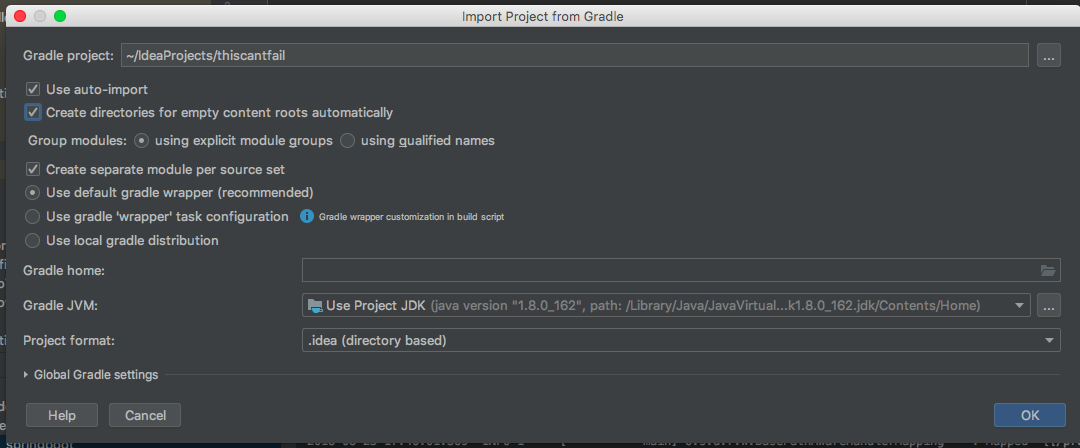 Import Project from Gradle
Gradle project: ~/IdeaProjects/thiscantfail ...
Use auto-import
Create directories for empty content roots automatically
Group modules: using explicit module groups using qualified names
Create separate module per source set
Use default gradle wrapper (recommended)
Use gradle 'wrapper' task configuration Gradle wrapper customization in build script
Use local gradle distribution
Gradle home:
Gradle JVM: Use Project JDK (java version "1.8.0_162", path: /Library/Java/JavaVirtual...k1.8.0_162.jdk/Contents/Home) ...
Project format: .idea (directory based)
Global Gradle settings
Help Cancel OK
springboot